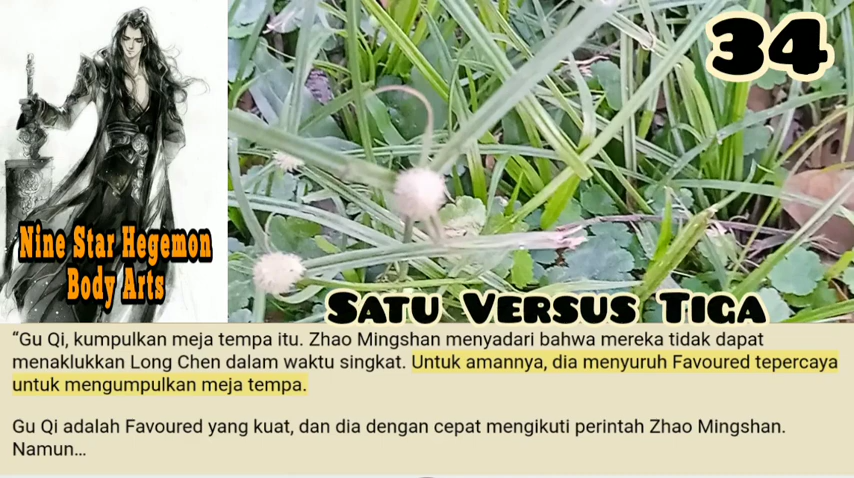 34
Nine Star Hegemon
Body Arts
Satu Versus Tiga
“Gu Qi, kumpulkan meja tempa itu. Zhao Mingshan menyadari bahwa mereka tidak dapat
menaklukkan Long Chen dalam waktu singkat. Untuk amannya, dia menyuruh Favoured tepercaya
untuk mengumpulkan meja tempa.
Gu Qi adalah Favoured yang kuat, dan dia dengan cepat mengikuti perintah Zhao Mingshan.
Namun...